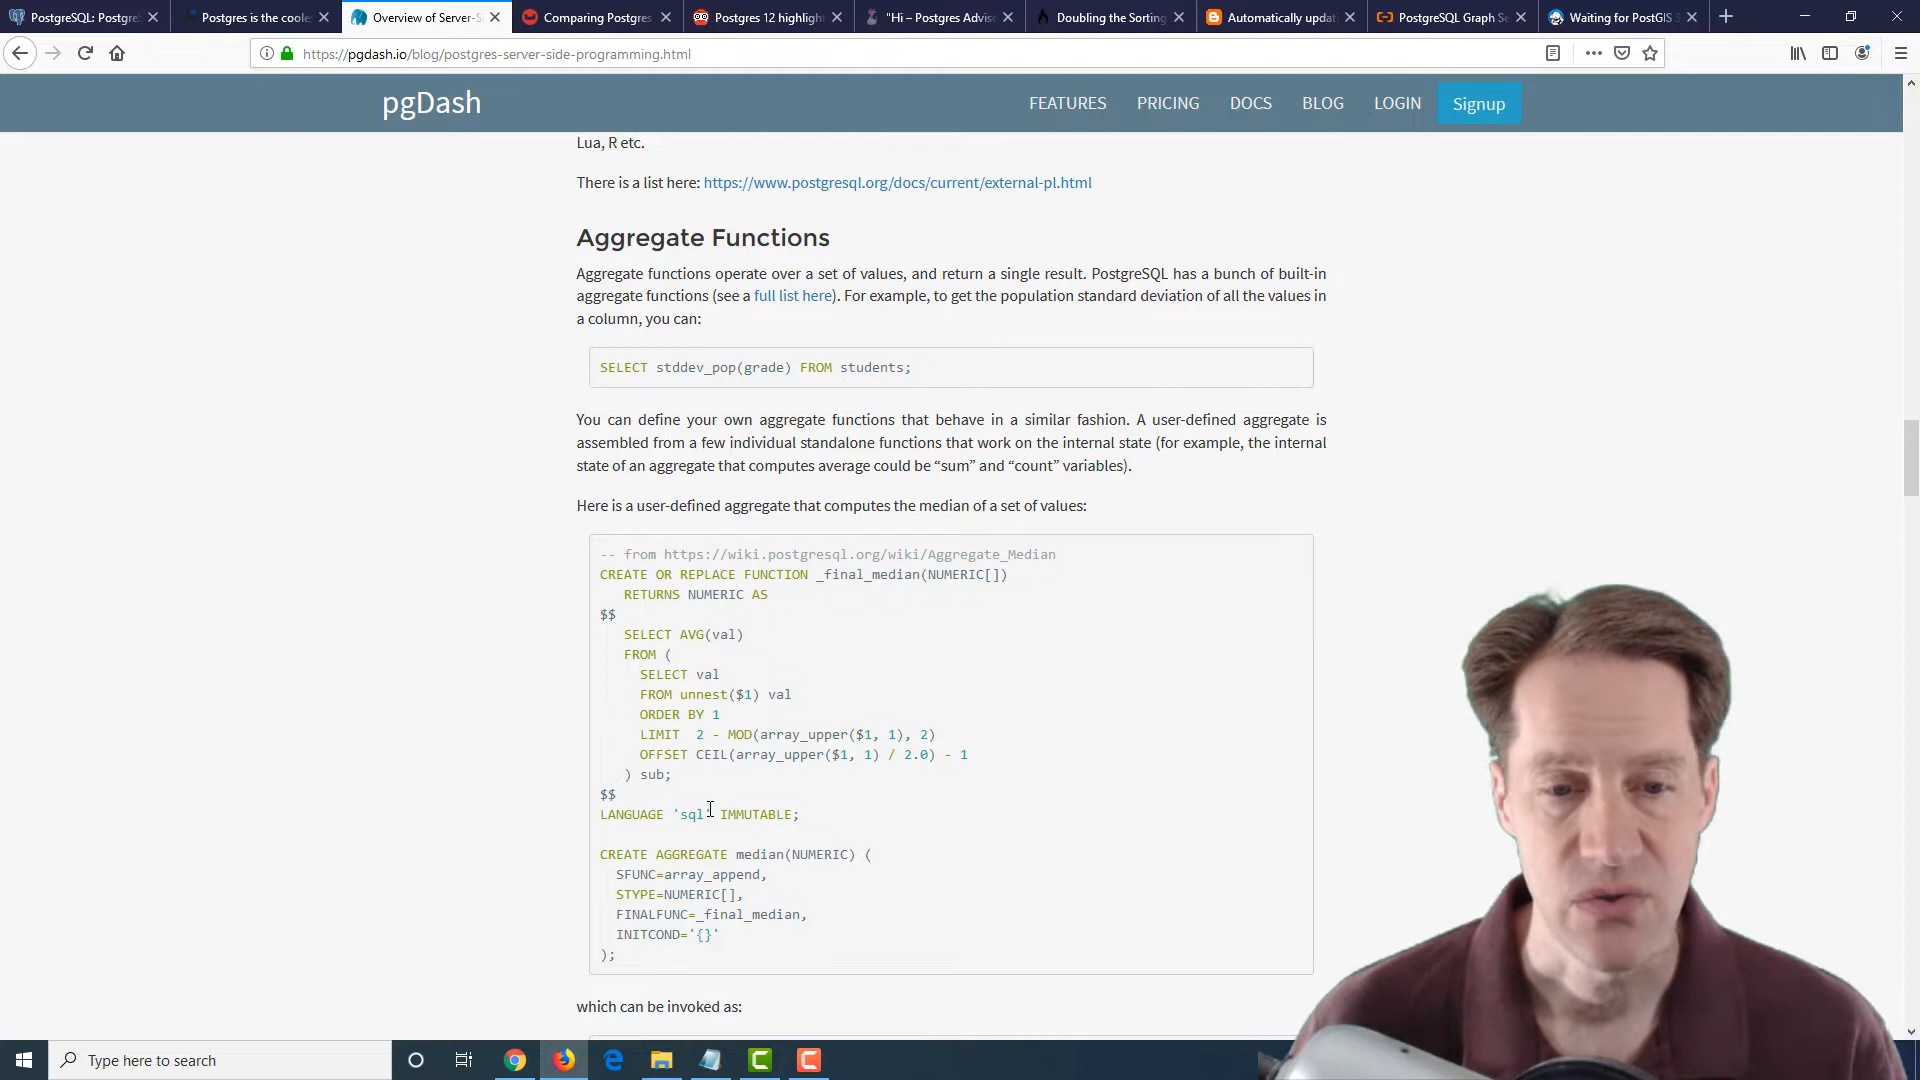 PostgreSQL: PostgreS
Postgres is the cooles
Overview of Server-S
Comparing Postgres
Postgres 12 highligh
"Hi – Postgres Advis
Doubling the Sorting
Automatically updat
PostgreSQL Graph Se
Waiting for PostGIS 3
https://pgdash.io/blog/postgres-server-side-programming.html
pgDash
FEATURES
PRICING
DOCS
BLOG
LOGIN
Signup
Lua, R etc.
There is a list here: https://www.postgresql.org/docs/current/external-pl.html
Aggregate Functions
Aggregate functions operate over a set of values, and return a single result. PostgreSQL has a bunch of built-in
aggregate functions (see a full list here). For example, to get the population standard deviation of all the values in
a column, you can:
SELECT stddev_pop(grade) FROM students;
You can define your own aggregate functions that behave in a similar fashion. A user-defined aggregate is
assembled from a few individual standalone functions that work on the internal state (for example, the internal
state of an aggregate that computes average could be “sum” and “count” variables).
Here is a user-defined aggregate that computes the median of a set of values:
-- from https://wiki.postgresql.org/wiki/Aggregate_Median
CREATE OR REPLACE FUNCTION _final_median(NUMERIC[])
RETURNS NUMERIC AS
$$
SELECT AVG(val)
FROM (
SELECT val
FROM unnest($1) val
ORDER BY 1
LIMIT  2 - MOD(array_upper($1, 1), 2)
OFFSET CEIL(array_upper($1, 1) / 2.0) - 1
) sub;
$$
LANGUAGE 'sql' IMMUTABLE;
CREATE AGGREGATE median(NUMERIC) (
SFUNC=array_append,
STYPE=NUMERIC[],
FINALFUNC=_final_median,
INITCOND='{}'
);
which can be invoked as:
Type here to search